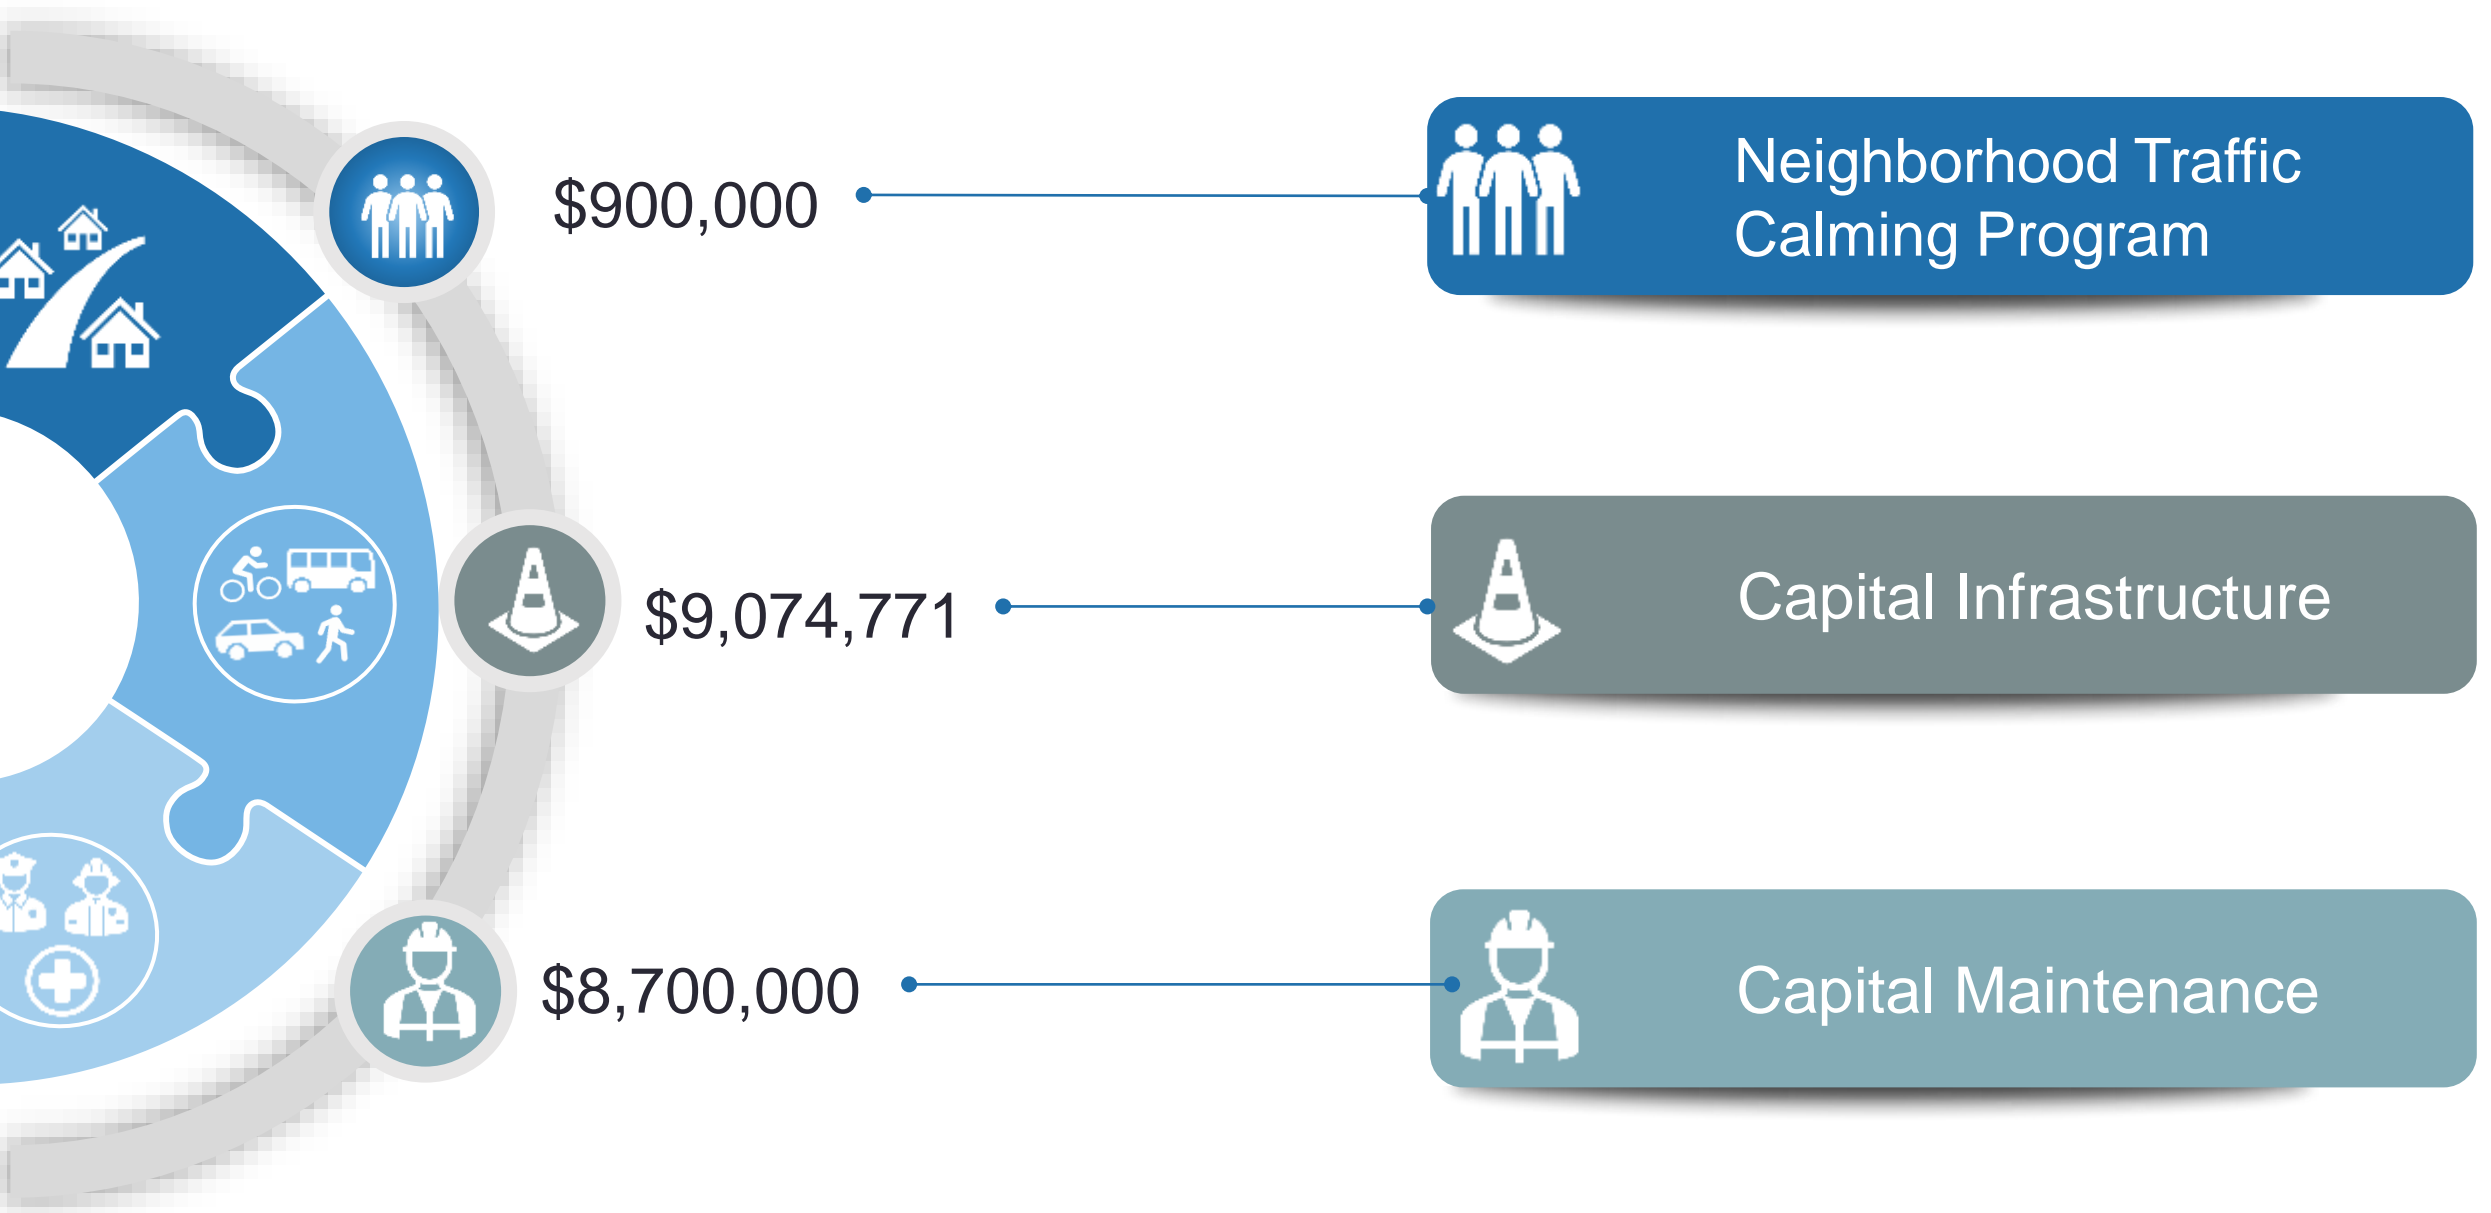 $900,000
Neighborhood Traffic
Calming Program
$9,074,771
Capital Infrastructure
$8,700,000
Capital Maintenance